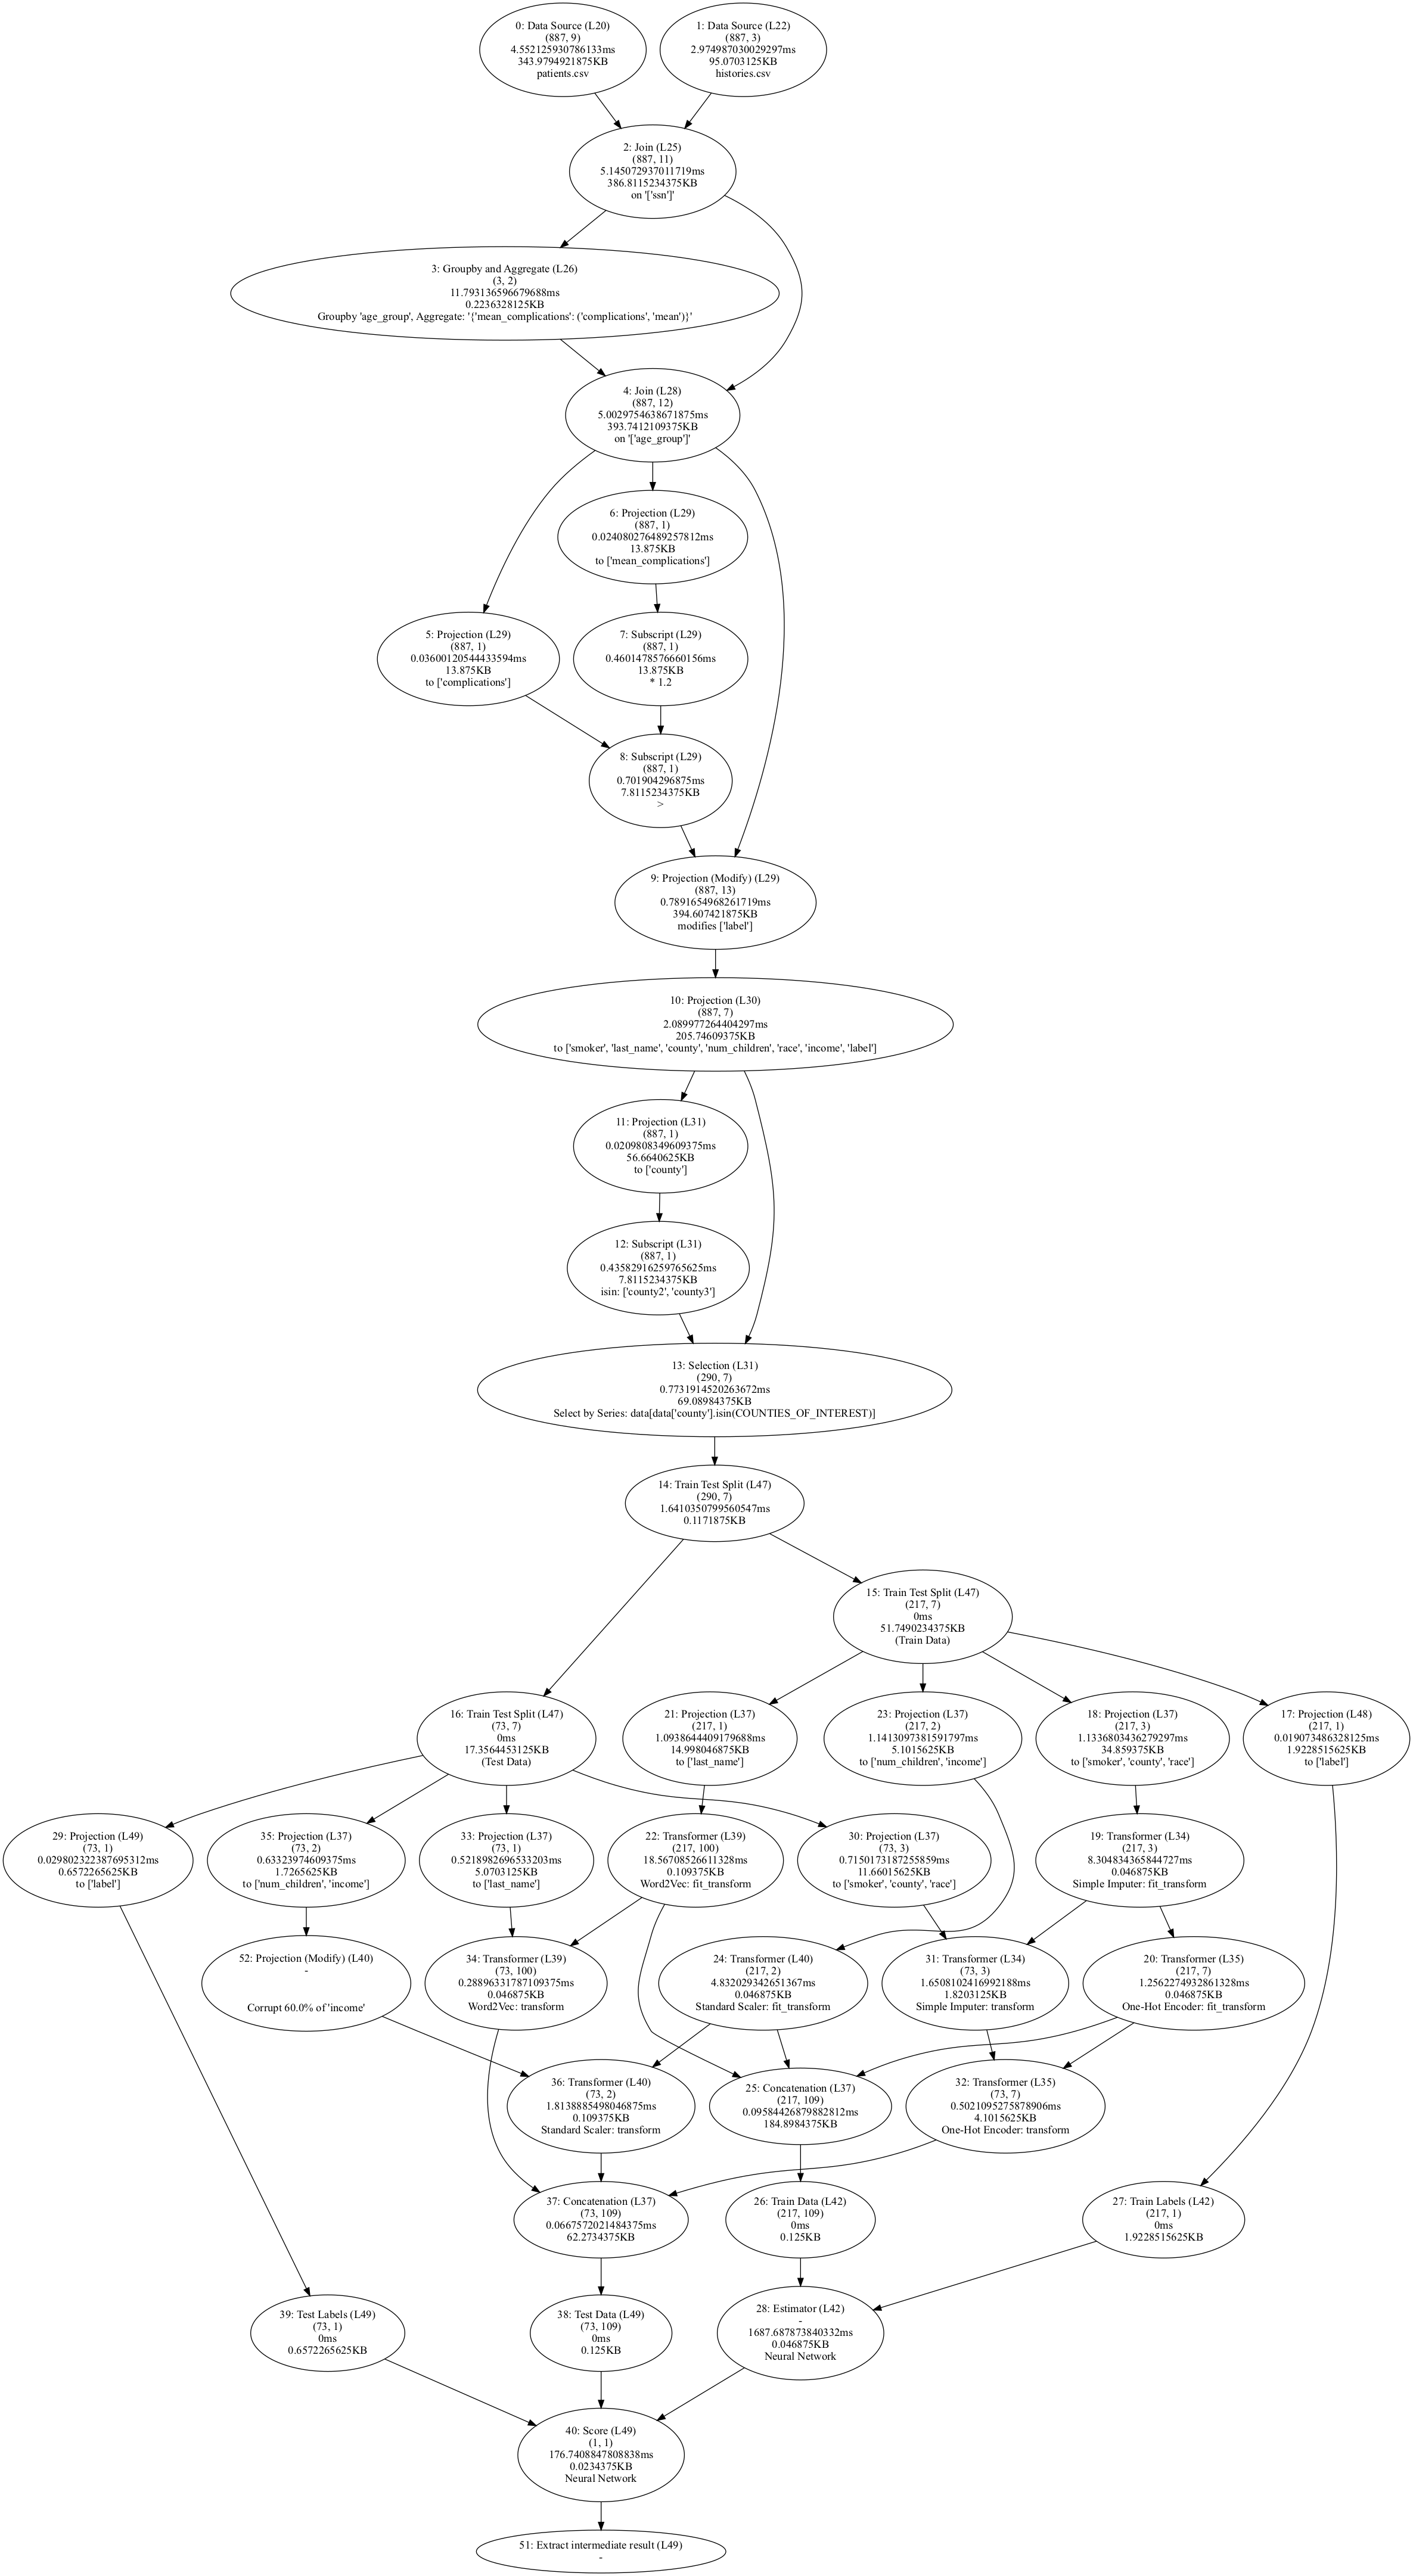 0: Data Source (L20)
(887, 9)
4.552125930786133ms
343.9794921875KB
patients.csv
1: Data Source (L22)
(887, 3)
2.974987030029297ms
95.0703125KB
histories.csv
2: Join (L25)
(887, 11)
5.145072937011719ms
386.8115234375KB
on '['ssn']'
3: Groupby and Aggregate (L26)
(3, 2)
11.793136596679688ms
0.2236328125KB
Groupby 'age_group', Aggregate: '{'mean_complications': ('complications', 'mean')}'
4: Join (L28)
(887, 12)
5.0029754638671875ms
393.7412109375KB
on '['age_group']'
6: Projection (L29)
(887, 1)
0.024080276489257812ms
13.875KB
to ['mean_complications']
5: Projection (L29)
(887, 1)
0.03600120544433594ms
13.875KB
to ['complications']
7: Subscript (L29)
(887, 1)
0.4601478576660156ms
13.875KB
* 1.2
8: Subscript (L29)
(887, 1)
0.701904296875ms
7.8115234375KB
>
9: Projection (Modify) (L29)
(887, 13)
0.7891654968261719ms
394.607421875KB
modifies ['label']
10: Projection (L30)
(887, 7)
2.089977264404297ms
205.74609375KB
to ['smoker', 'last_name', 'county', 'num_children', 'race', 'income', 'label']
11: Projection (L31)
(887, 1)
0.0209808349609375ms
56.6640625KB
to ['county']
12: Subscript (L31)
(887, 1)
0.43582916259765625ms
7.8115234375KB
isin: ['county2', 'county3']
13: Selection (L31)
(290, 7)
0.7731914520263672ms
69.08984375KB
Select by Series: data[data['county'].isin(COUNTIES_OF_INTEREST)]
14: Train Test Split (L47)
(290, 7)
1.6410350799560547ms
0.1171875KB
15: Train Test Split (L47)
(217, 7)
0ms
51.7490234375KB
(Train Data)
16: Train Test Split (L47)
(73, 7)
0ms
17.3564453125KB
(Test Data)
21: Projection (L37)
(217, 1)
1.0938644409179688ms
14.998046875KB
to ['last_name']
23: Projection (L37)
(217, 2)
1.1413097381591797ms
5.1015625KB
to ['num_children', 'income']
18: Projection (L37)
(217, 3)
1.1336803436279297ms
34.859375KB
to ['smoker', 'county', 'race']
17: Projection (L48)
(217, 1)
0.019073486328125ms
1.9228515625KB
to ['label']
29: Projection (L49)
(73, 1)
0.029802322387695312ms
0.6572265625KB
to ['label']
35: Projection (L37)
(73, 2)
0.63323974609375ms
1.7265625KB
to ['num_children', 'income']
33: Projection (L37)
(73, 1)
0.5218982696533203ms
5.0703125KB
to ['last_name']
22: Transformer (L39)
(217, 100)
18.56708526611328ms
0.109375KB
Word2Vec: fit_transform
30: Projection (L37)
(73, 3)
0.7150173187255859ms
11.66015625KB
to ['smoker', 'county', 'race']
19: Transformer (L34)
(217, 3)
8.304834365844727ms
0.046875KB
Simple Imputer: fit_transform
52: Projection (Modify) (L40)
-
Corrupt 60.0% of 'income'
34: Transformer (L39)
(73, 100)
0.28896331787109375ms
0.046875KB
Word2Vec: transform
24: Transformer (L40)
(217, 2)
4.832029342651367ms
0.046875KB
Standard Scaler: fit_transform
31: Transformer (L34)
(73, 3)
1.6508102416992188ms
1.8203125KB
Simple Imputer: transform
20: Transformer (L35)
(217, 7)
1.2562274932861328ms
0.046875KB
One-Hot Encoder: fit_transform
36: Transformer (L40)
(73, 2)
1.8138885498046875ms
0.109375KB
Standard Scaler: transform
25: Concatenation (L37)
(217, 109)
0.09584426879882812ms
184.8984375KB
32: Transformer (L35)
(73, 7)
0.5021095275878906ms
4.1015625KB
One-Hot Encoder: transform
37: Concatenation (L37)
(73, 109)
0.0667572021484375ms
62.2734375KB
26: Train Data (L42)
(217, 109)
0ms
0.125KB
27: Train Labels (L42)
(217, 1)
0ms
1.9228515625KB
39: Test Labels (L49)
(73, 1)
0ms
0.6572265625KB
38: Test Data (L49)
(73, 109)
0ms
0.125KB
28: Estimator (L42)
-
1687.687873840332ms
0.046875KB
Neural Network
40: Score (L49)
(1, 1)
176.7408847808838ms
0.0234375KB
Neural Network
51: Extract intermediate result (L49)
-